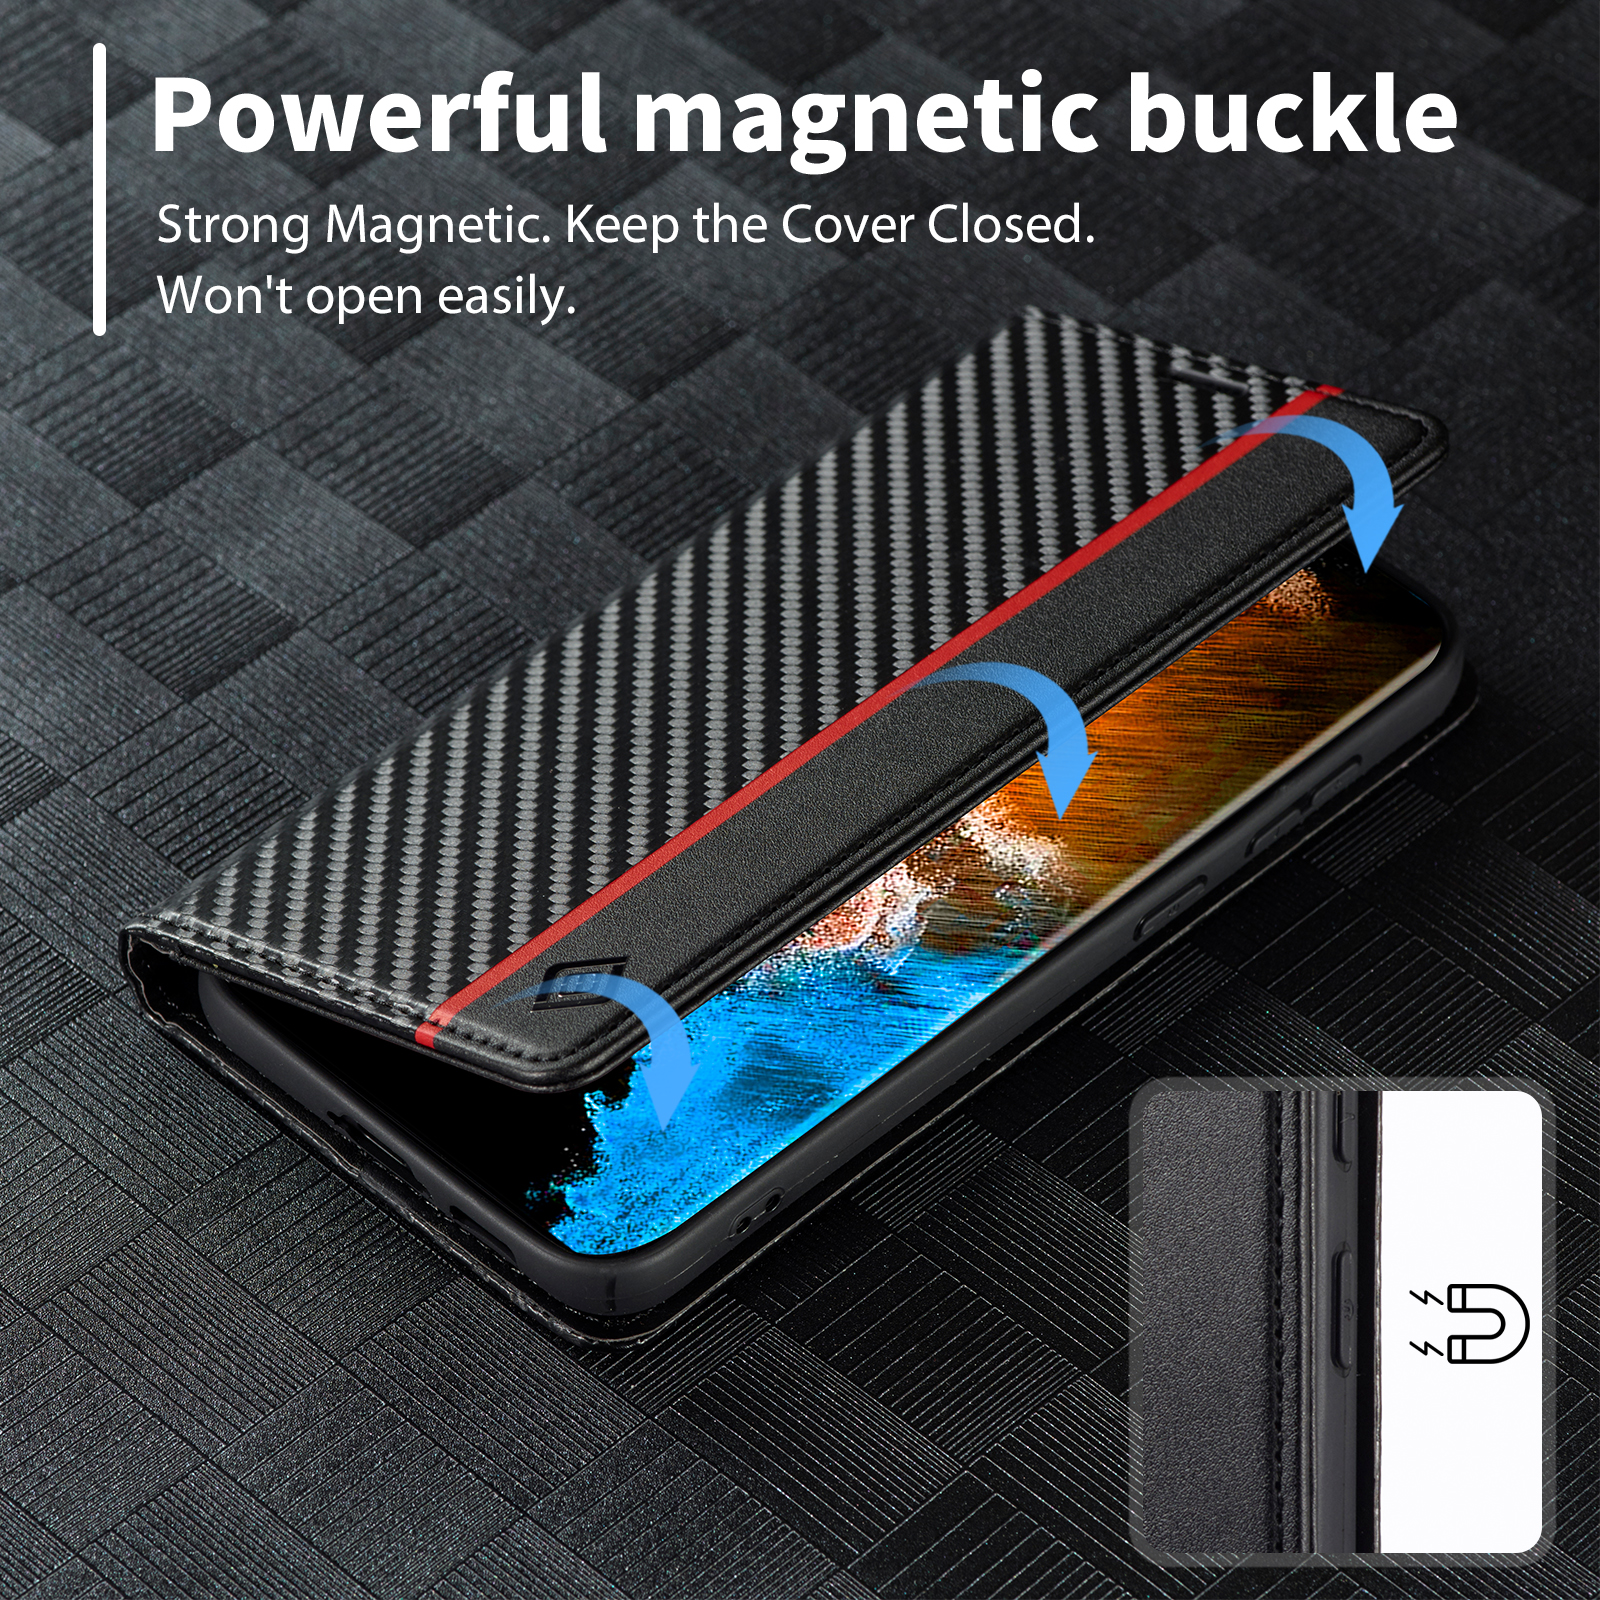 Powerful magnetic buckle
Strong Magnetic. Keep the Cover Closed.
Won't open easily.